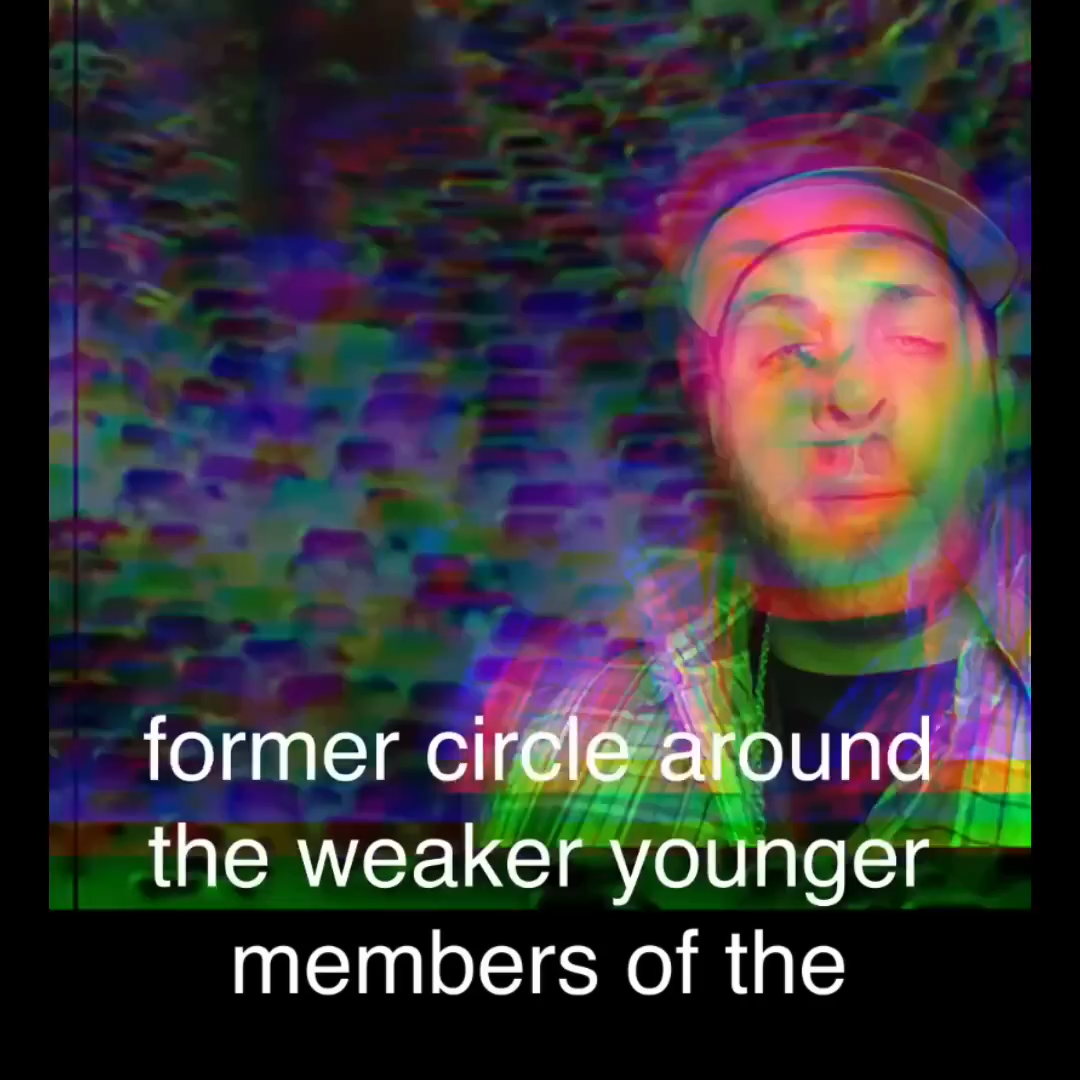 former circle around
the weaker younger
members of the